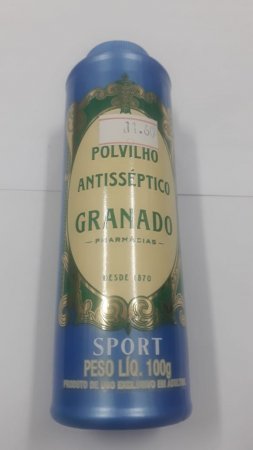 POLVILHO
ANTISSÉPTICO
GRANADO
PHARMÁCIAS
DESDE 1870
SPORT
PESO LÍQ. 100g
PRODUTO DE USO EXCLUSIVO EM ADULTOS